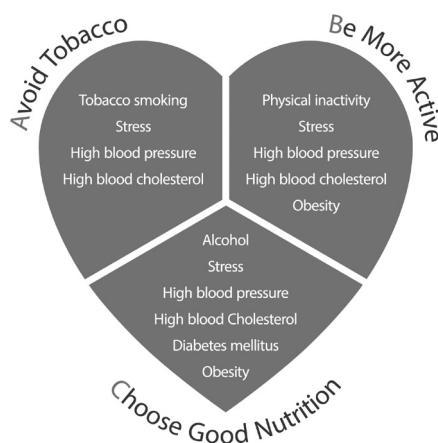 Avoid Tobacco
Tobacco smoking
Stress
High blood pressure
High blood cholesterol
Be More Active
Physical inactivity
Stress
High blood pressure
High blood cholesterol
Obesity
Alcohol
Stress
High blood pressure
High blood Cholesterol
Diabetes mellitus
Obesity
Choose Good Nutrition